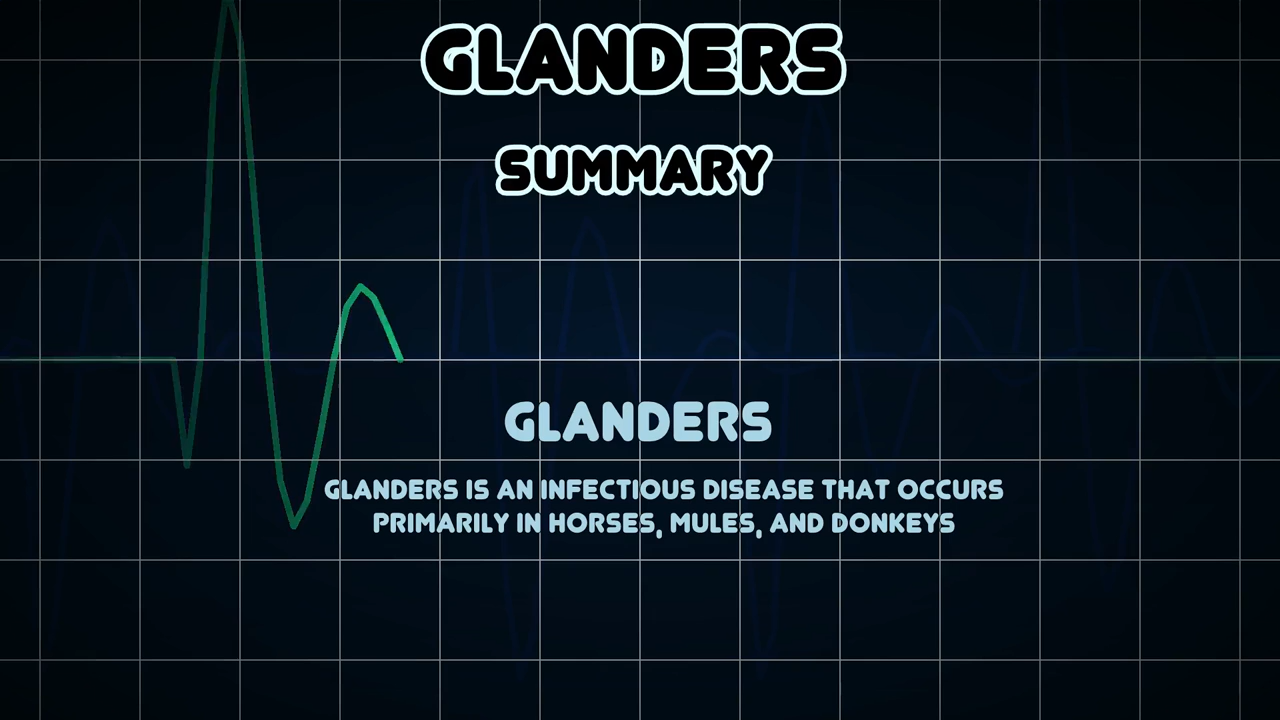 GLANDERS
SUMMARY
GLANDERS
GLANDERS IS AN INFECTIOUS DISEASE THAT OCCURS
PRIMARILY IN HORSES, MULES, AND DONKEYS